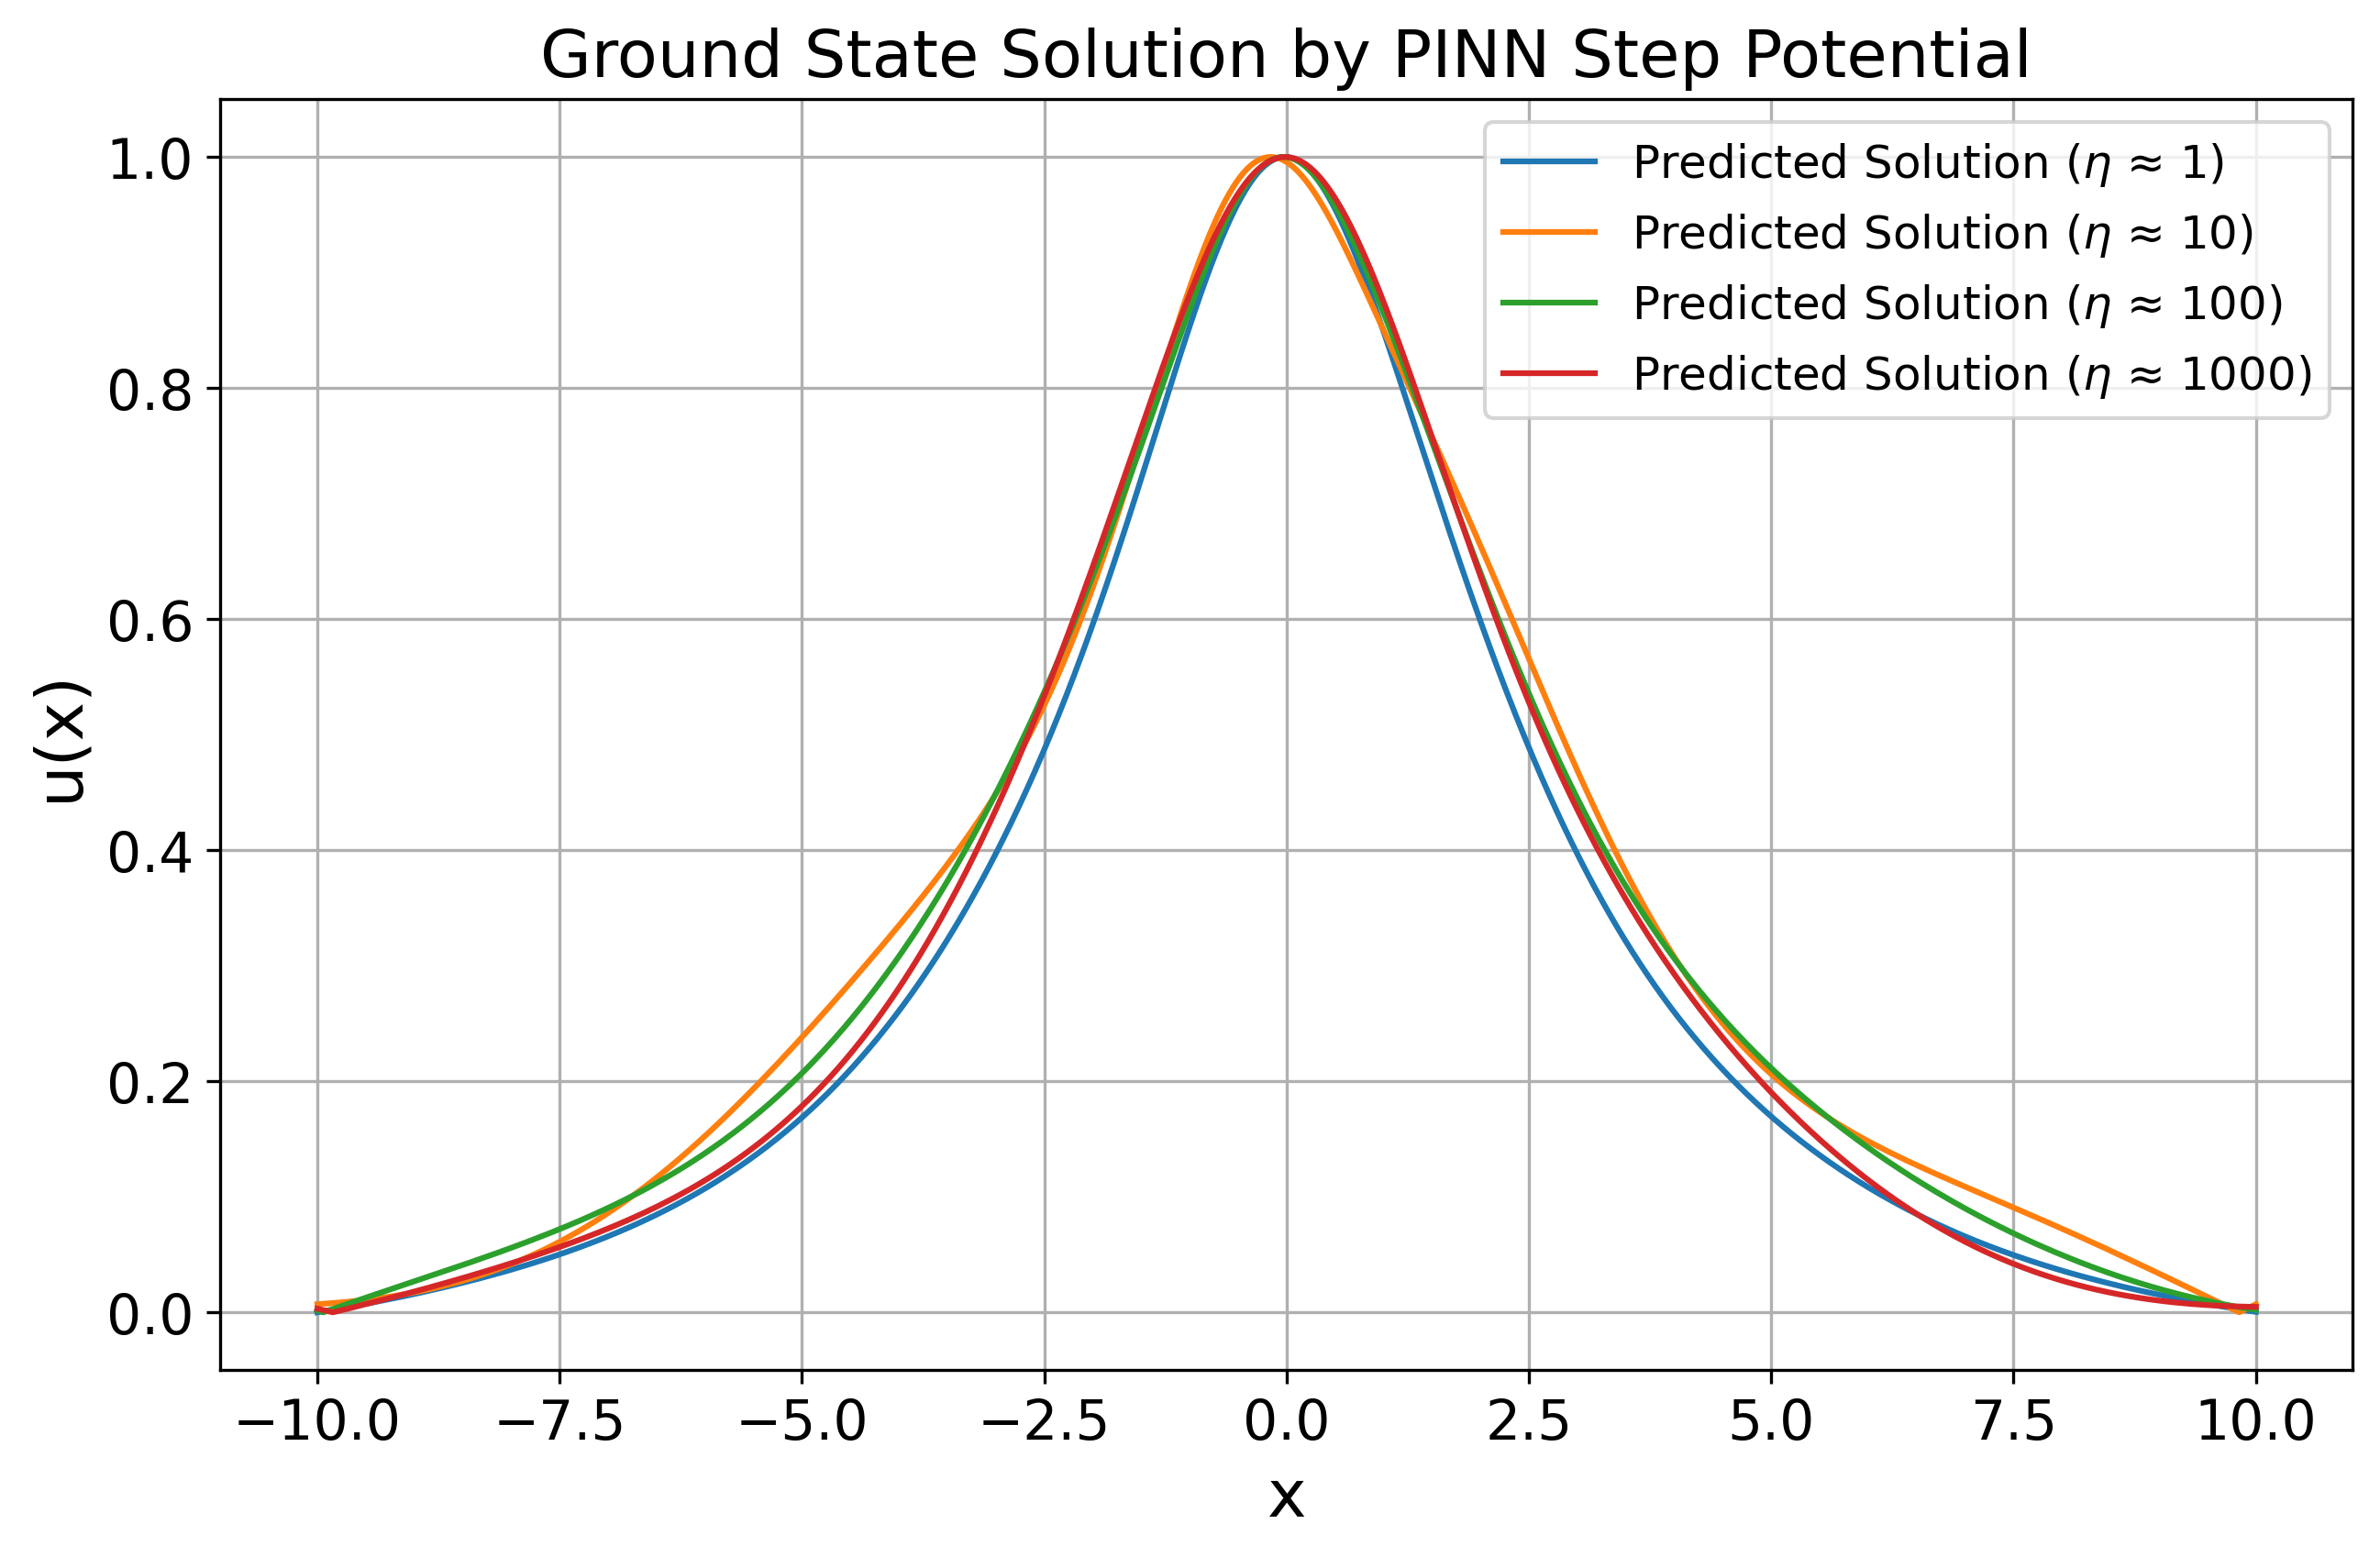 Ground State Solution by PINN Step Potential
Predicted Solution (η ≈ 1)
Predicted Solution (η ≈ 10)
Predicted Solution (η ≈ 100)
Predicted Solution (η ≈ 1000)
1.0
0.8
0.6
0.4
0.2
0.0
u(x)
−10.0 −7.5 −5.0 −2.5 0.0 2.5 5.0 7.5 10.0
x